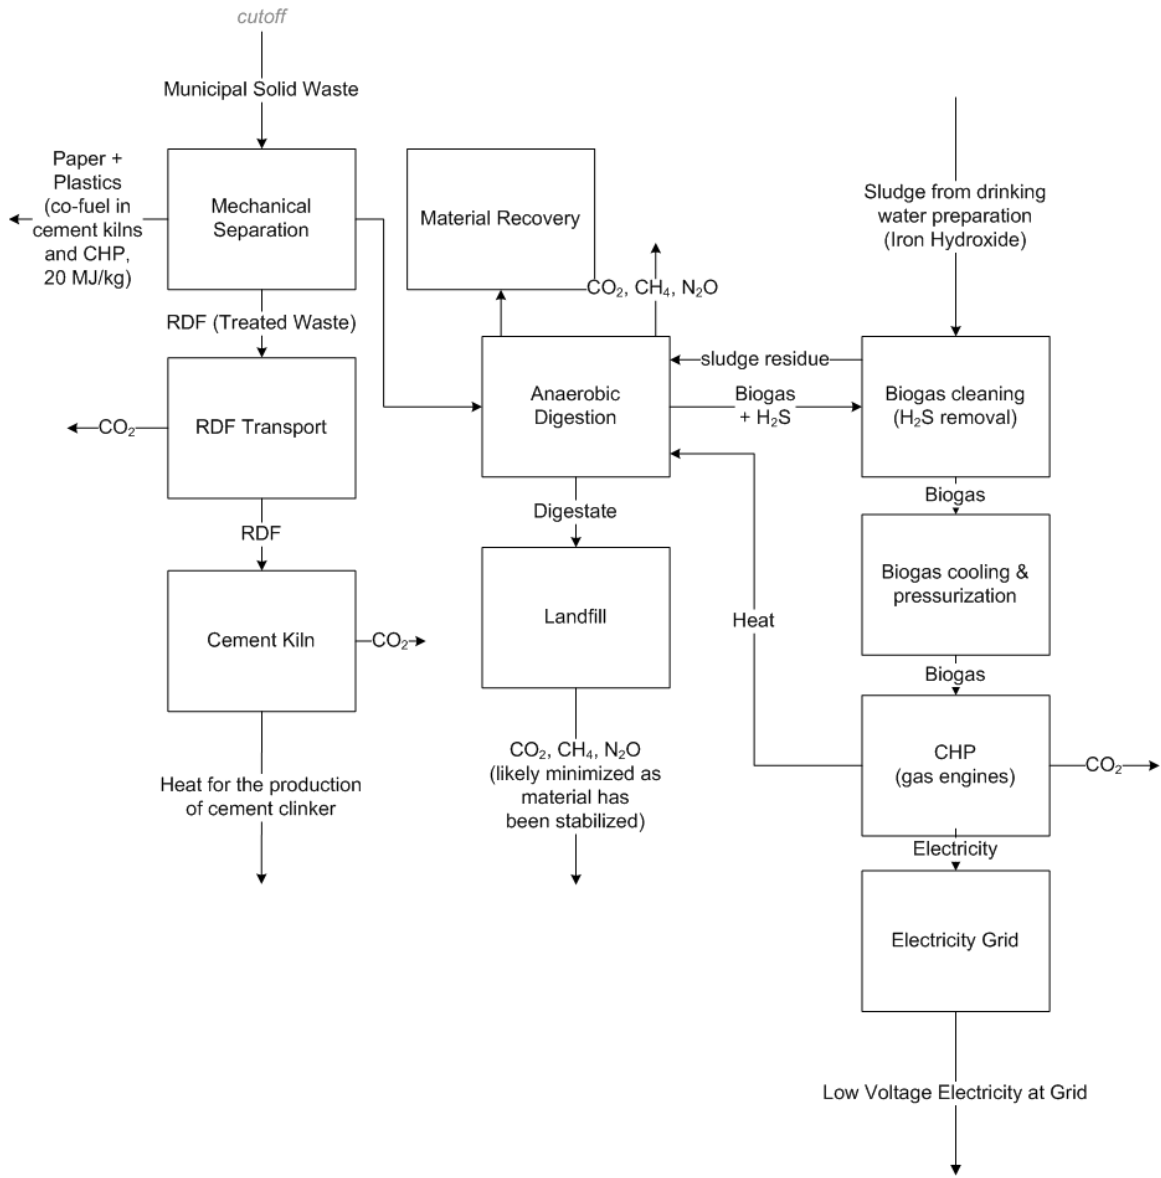 cutoff
Municipal Solid Waste
Paper +
Plastics
(co-fuel in
cement kilns
and CHP,
20 MJ/kg)
Mechanical
Separation
Material Recovery
Sludge from drinking
water preparation
(Iron Hydroxide)
CO₂, CH₄, N₂O
RDF (Treated Waste)
sludge residue
Anaerobic
Digestion
Biogas
+ H₂S
Biogas cleaning
(H₂S removal)
CO₂
RDF Transport
Biogas
Digestate
RDF
Biogas cooling &
pressurization
Landfill
Heat
Cement Kiln
CO₂
Biogas
CO₂, CH₄, N₂O
(likely minimized as
material has
been stabilized)
CHP
(gas engines)
CO₂
Heat for the production
of cement clinker
Electricity
Electricity Grid
Low Voltage Electricity at Grid